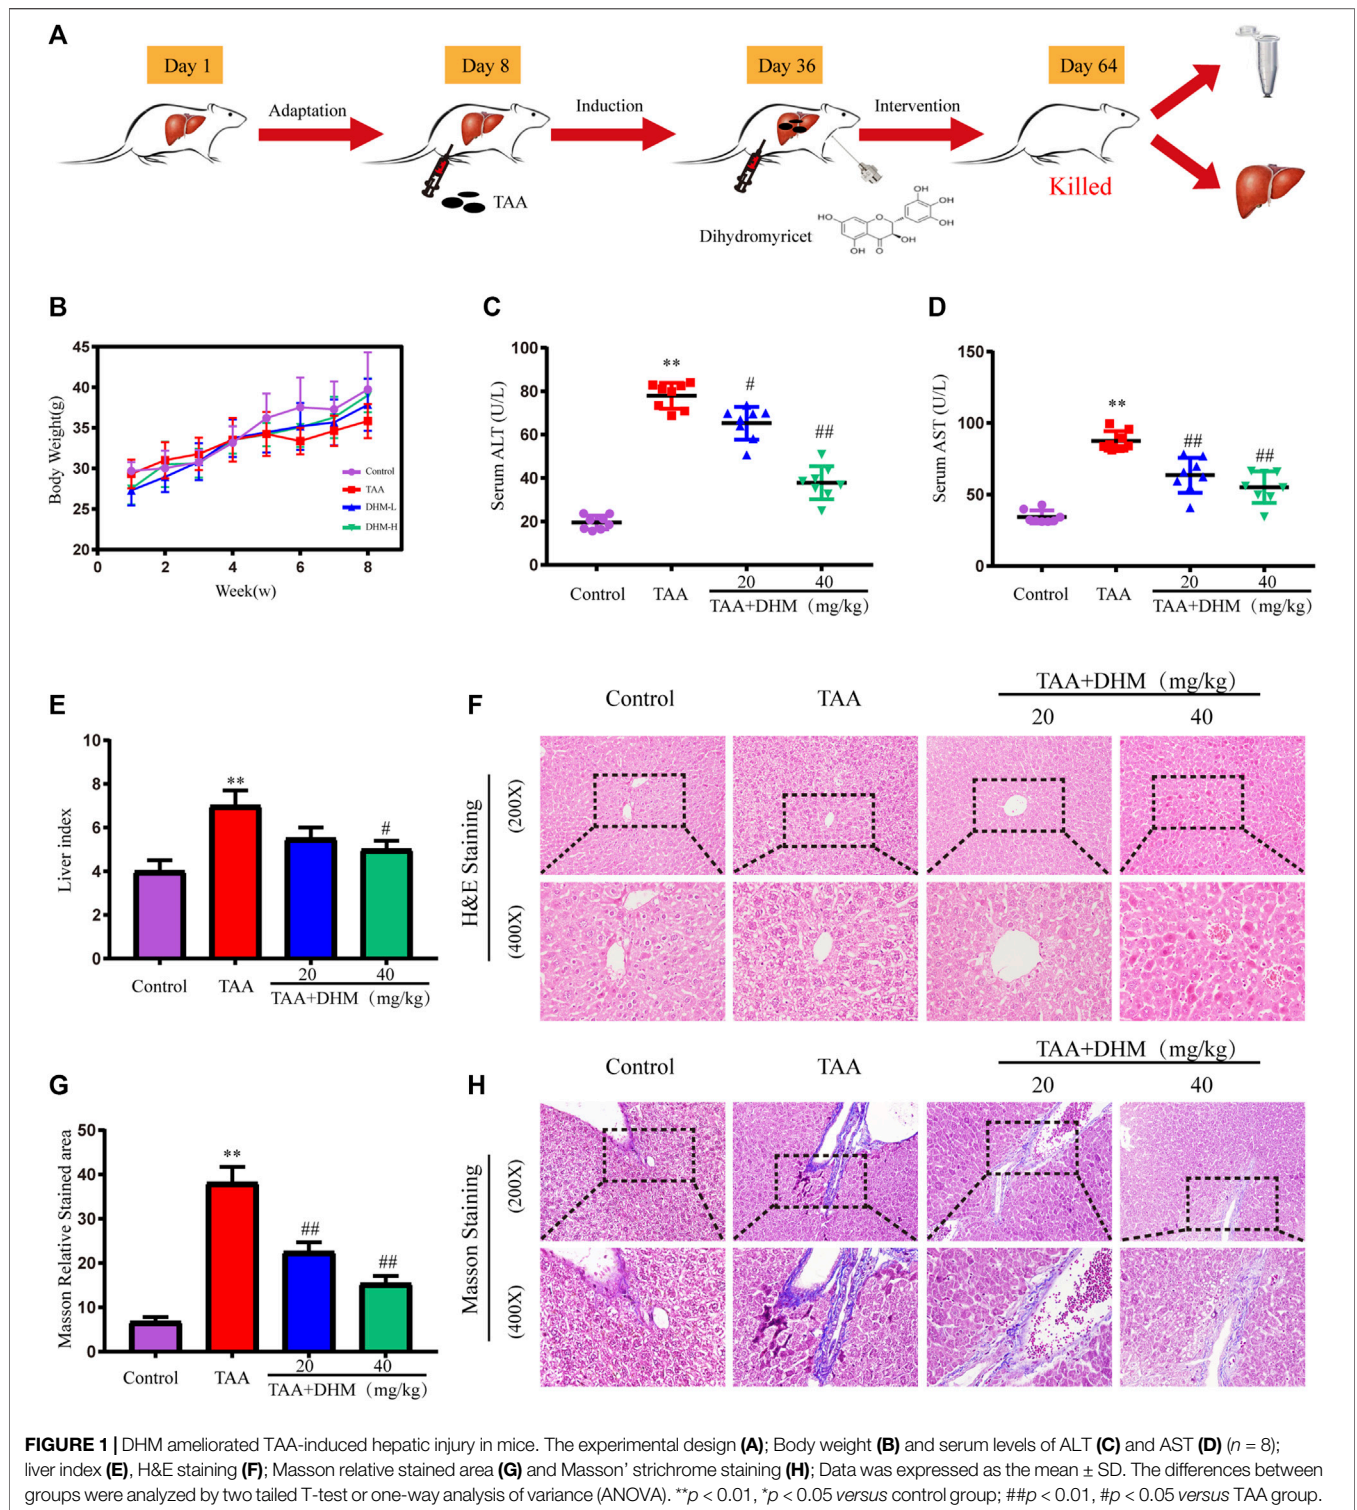 A
Day 1
Day 8
Day 36
Day 64
Adaptation
Induction
Intervention
TAA
Killed
Dihydromyricet
OH
OH
OH
HO
O
OH
OH
O
B
Body Weight(g)
45
40
35
30
25
20
0
2
4
6
8
Week(w)
Control
TAA
DHM-L
DHM-H
C
Serum ALT (U/L)
100
80
60
40
20
0
**
#
##
Control
TAA
20
40
TAA+DHM (mg/kg)
D
Serum AST (U/L)
150
100
50
0
**
##
##
Control
TAA
20
40
TAA+DHM (mg/kg)
E
Liver index
10
8
6
4
2
0
**
#
Control
TAA
20
40
TAA+DHM (mg/kg)
F
Control
TAA
TAA+DHM (mg/kg)
20
40
H&E Staining
(200X)
(400X)
G
Masson Relative Stained area
50
40
30
20
10
0
**
##
##
Control
TAA
20
40
TAA+DHM (mg/kg)
H
Control
TAA
TAA+DHM (mg/kg)
20
40
Masson Staining
(200X)
(400X)
FIGURE 1 | DHM ameliorated TAA-induced hepatic injury in mice. The experimental design (A); Body weight (B) and serum levels of ALT (C) and AST (D) (n = 8);
liver index (E), H&E staining (F); Masson relative stained area (G) and Masson' strichrome staining (H); Data was expressed as the mean ± SD. The differences between
groups were analyzed by two tailed T-test or one-way analysis of variance (ANOVA). **p < 0.01, *p < 0.05 versus control group; ##p < 0.01, #p < 0.05 versus TAA group.